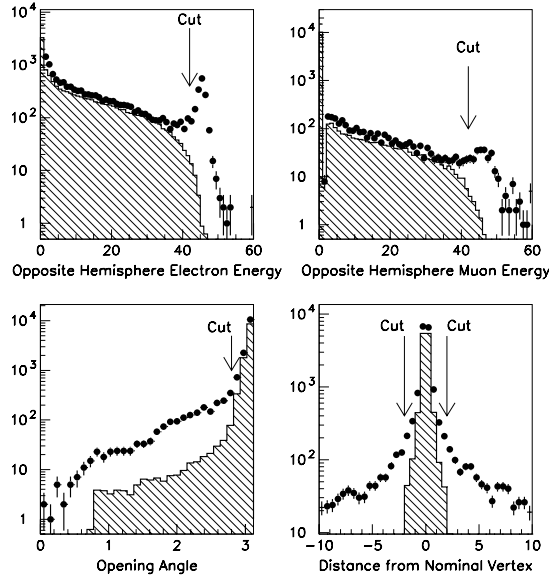 Cut
10^4
10^3
10^2
10
1
0 20 40 60
Opposite Hemisphere Electron Energy
Cut
10^4
10^3
10^2
10
1
0 20 40 60
Opposite Hemisphere Muon Energy
Cut
10^4
10^3
10^2
10
1
0 1 2 3
Opening Angle
Cut Cut
10^4
10^3
10^2
10
-10 -5 0 5 10
Distance from Nominal Vertex